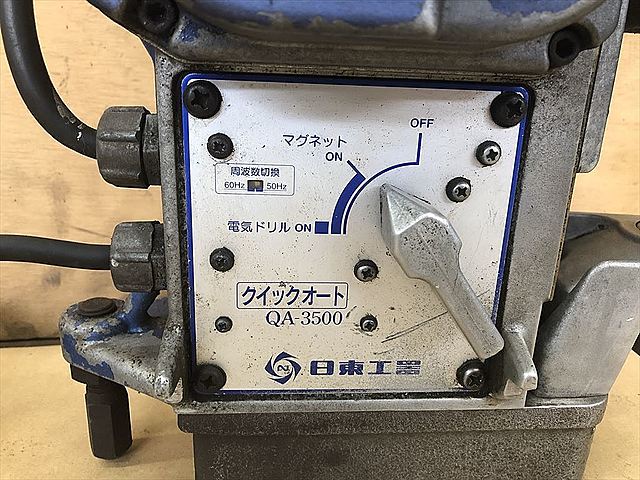 OFF
マグネット
ON
周波数切換
60Hz 50Hz
電気ドリル ON
クイックオート
QA-3500
日東工器